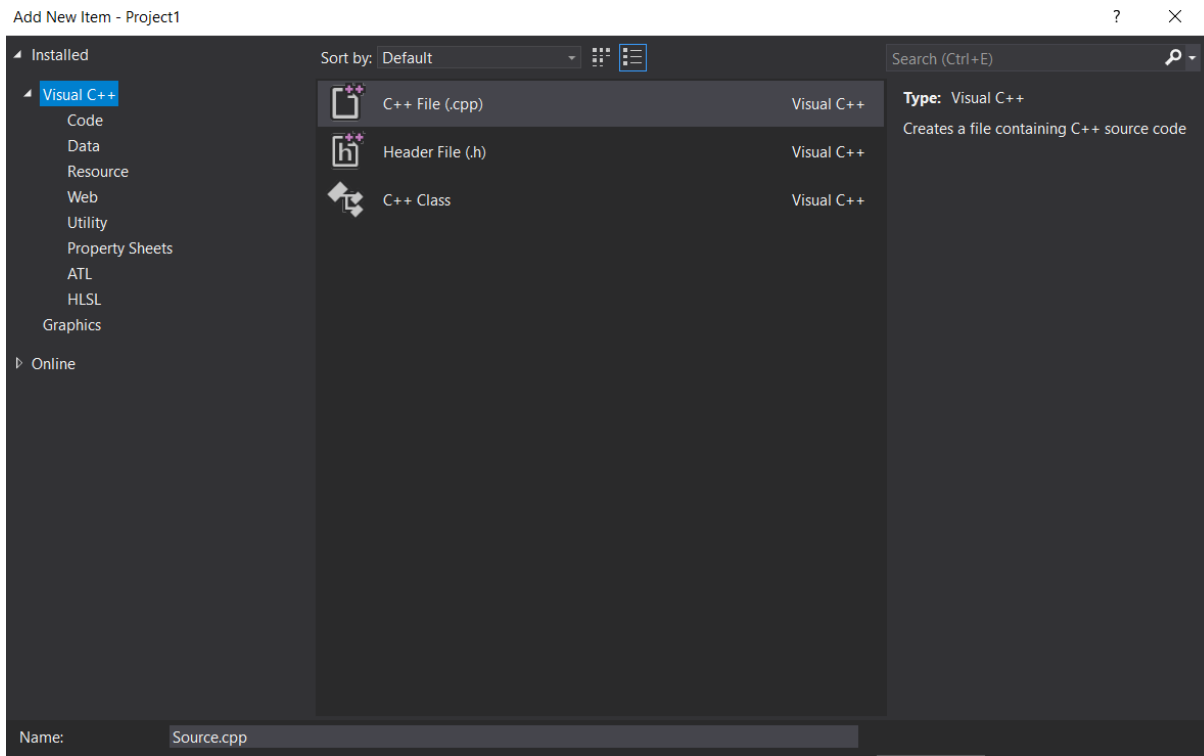 Add New Item - Project1
?
Installed
Visual C++
Code
Data
Resource
Web
Utility
Property Sheets
ATL
HLSL
Graphics
Online
Sort by: Default
C++ File (.cpp) Visual C++
Header File (.h) Visual C++
C++ Class Visual C++
Search (Ctrl+E)
Type: Visual C++
Creates a file containing C++ source code
Name: Source.cpp